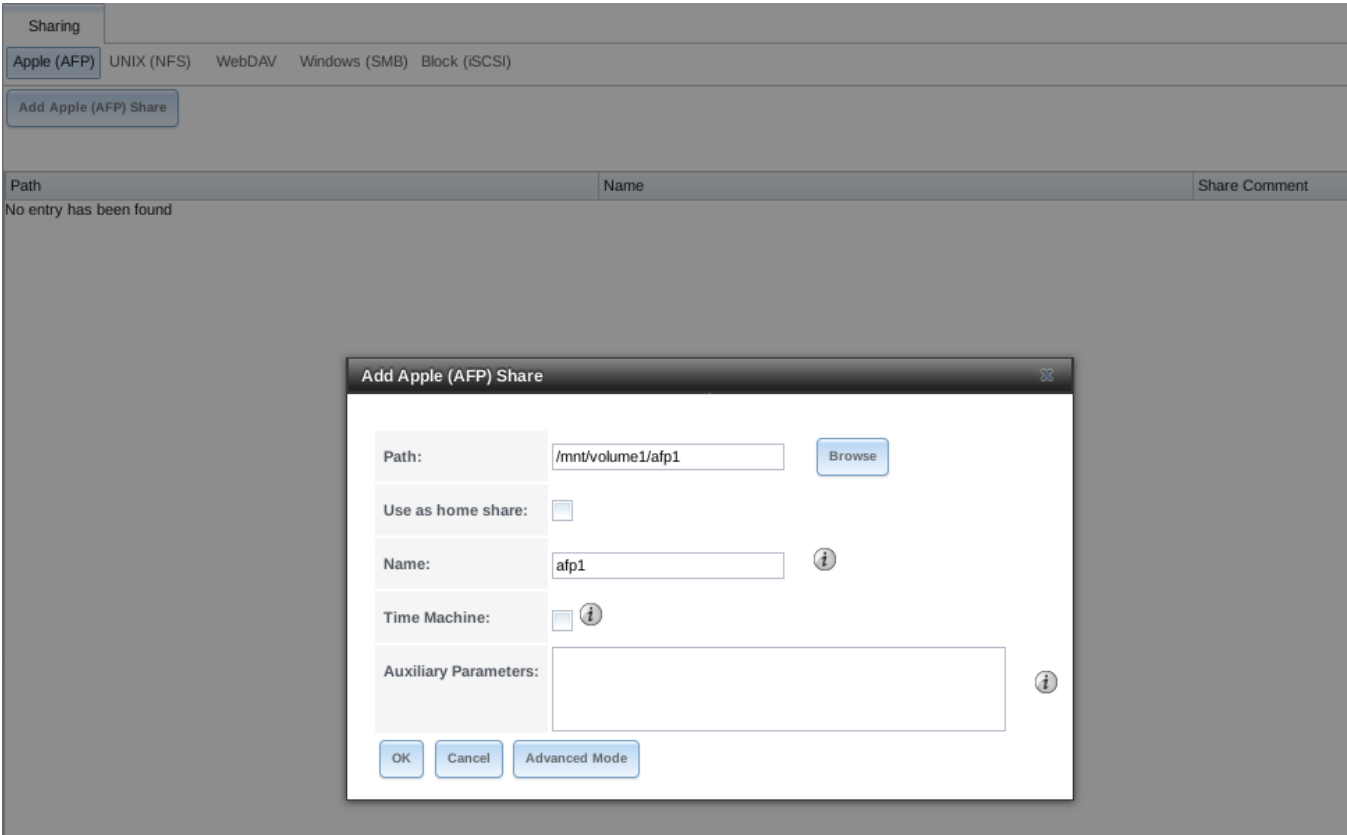 Sharing
Apple (AFP) UNIX (NFS) WebDAV Windows (SMB) Block (iSCSI)
Add Apple (AFP) Share
Path Name Share Comment
No entry has been found
Add Apple (AFP) Share
Path: /mnt/volume1/afp1 Browse
Use as home share:
Name: afp1
Time Machine:
Auxiliary Parameters:
OK Cancel Advanced Mode